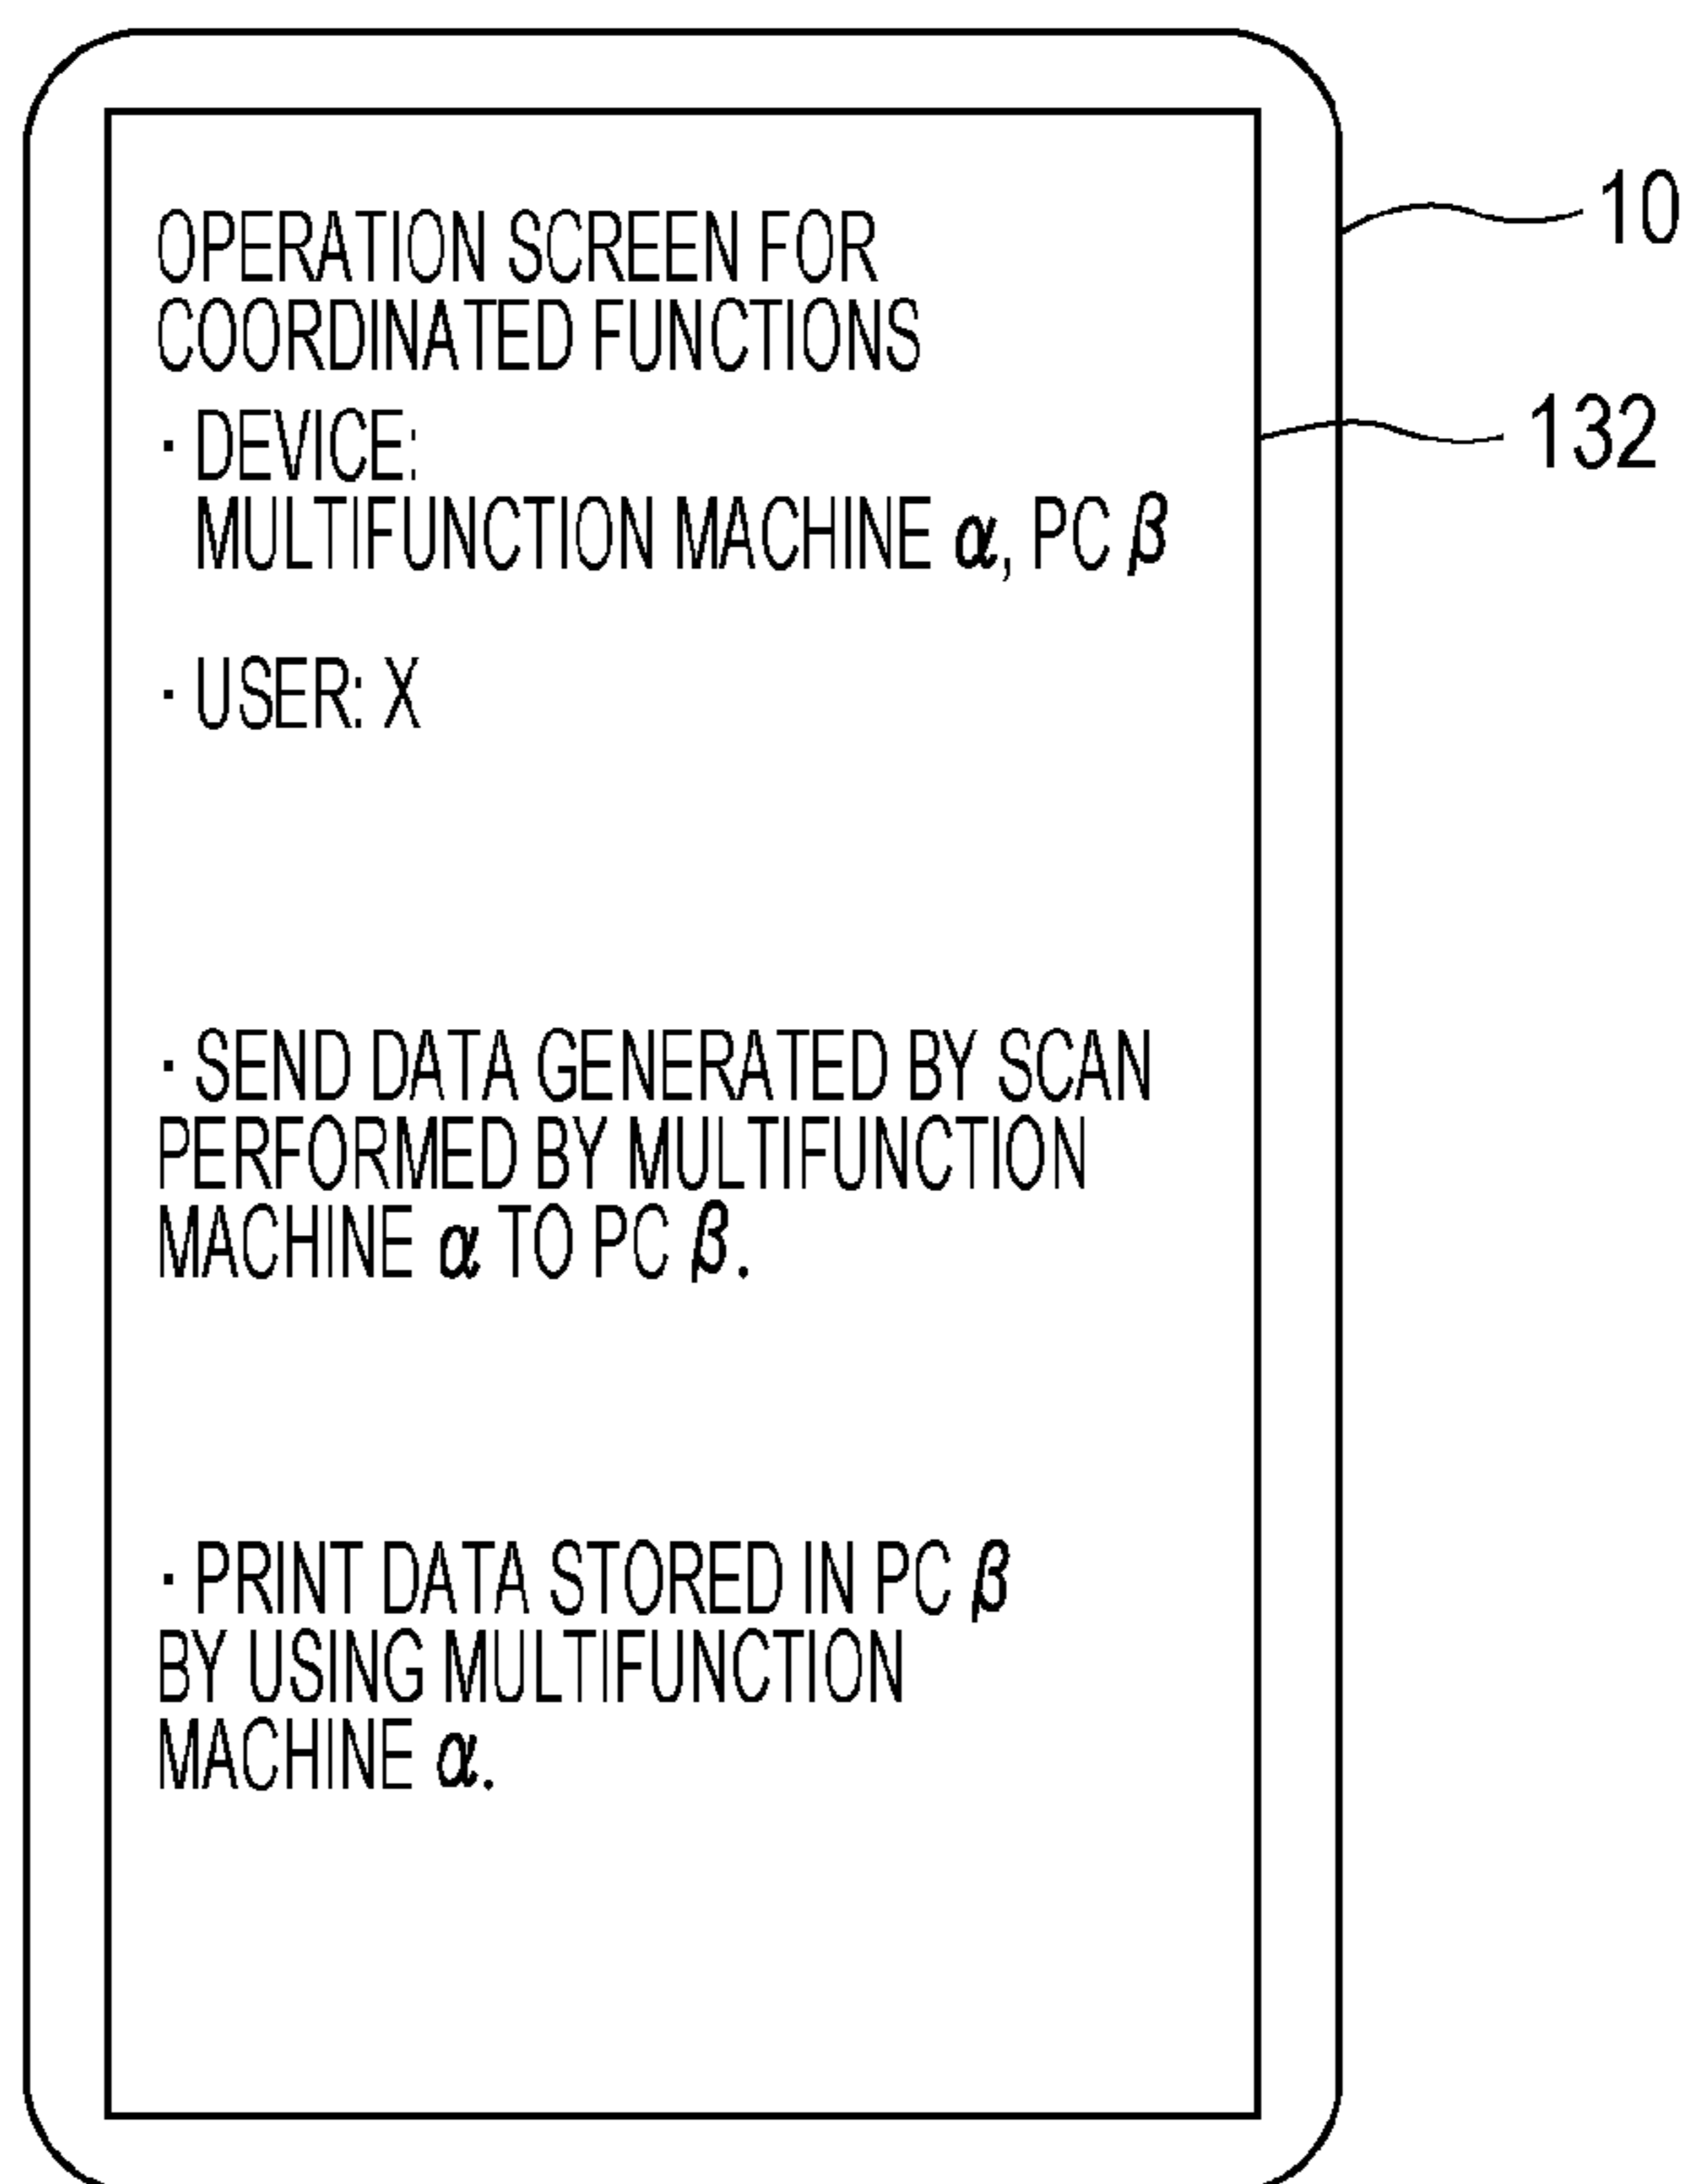 OPERATION SCREEN FOR
COORDINATED FUNCTIONS
· DEVICE:
MULTIFUNCTION MACHINE α, PC β
· USER: X
· SEND DATA GENERATED BY SCAN
PERFORMED BY MULTIFUNCTION
MACHINE α TO PC β.
· PRINT DATA STORED IN PC β
BY USING MULTIFUNCTION
MACHINE α.
10
132